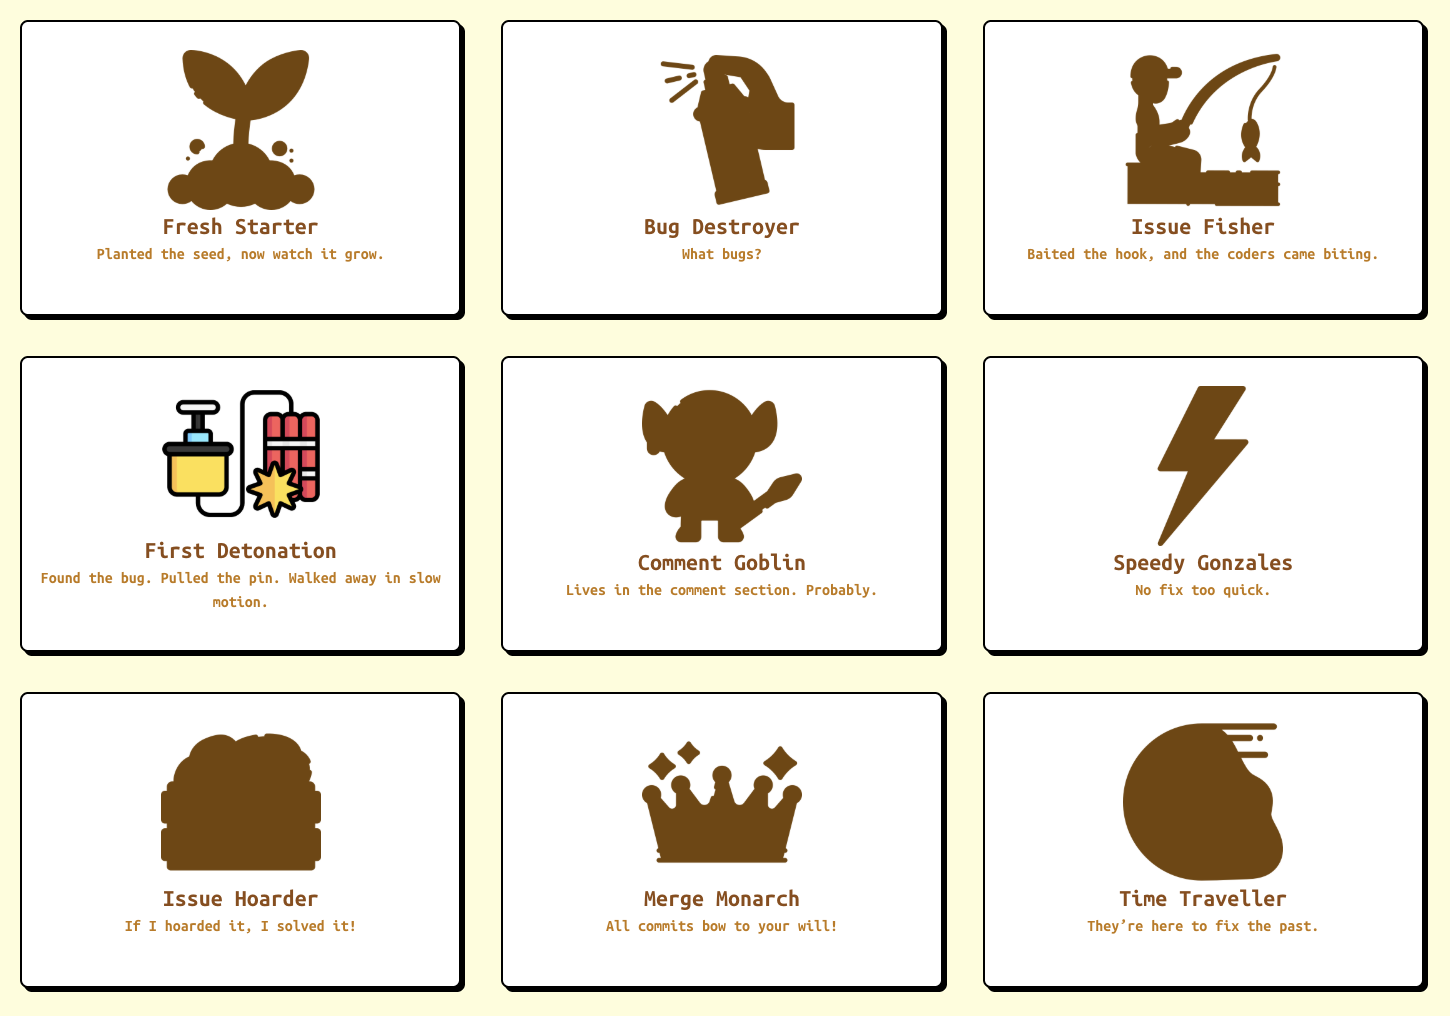 Fresh Starter
Planted the seed, now watch it grow.
Bug Destroyer
What bugs?
Issue Fisher
Baited the hook, and the coders came biting.
First Detonation
Found the bug. Pulled the pin. Walked away in slow
motion.
Comment Goblin
Lives in the comment section. Probably.
Speedy Gonzales
No fix too quick.
Issue Hoarder
If I hoarded it, I solved it!
Merge Monarch
All commits bow to your will!
Time Traveller
They’re here to fix the past.